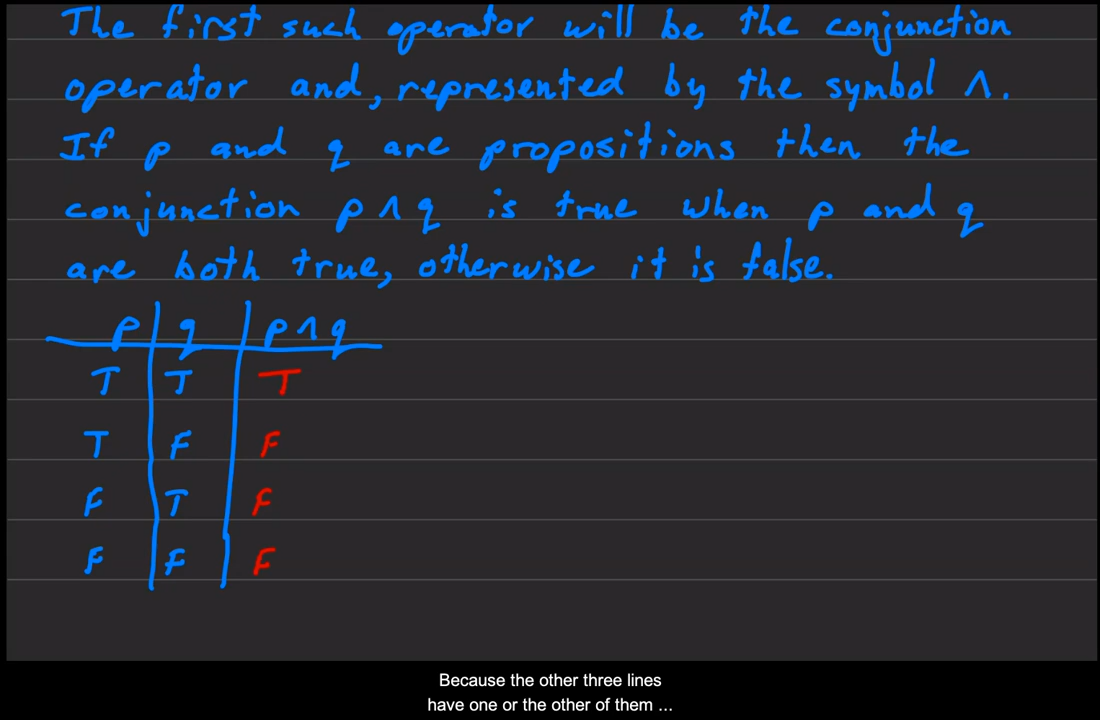 The first such operator will be the conjunction
operator and, represented by the symbol ∧.
If p and q are propositions then the
conjunction p ∧ q is true when p and q
are both true, otherwise it is false.
p q p ∧ q
T T T
T F F
F T F
F F F
Because the other three lines
have one or the other of them ...